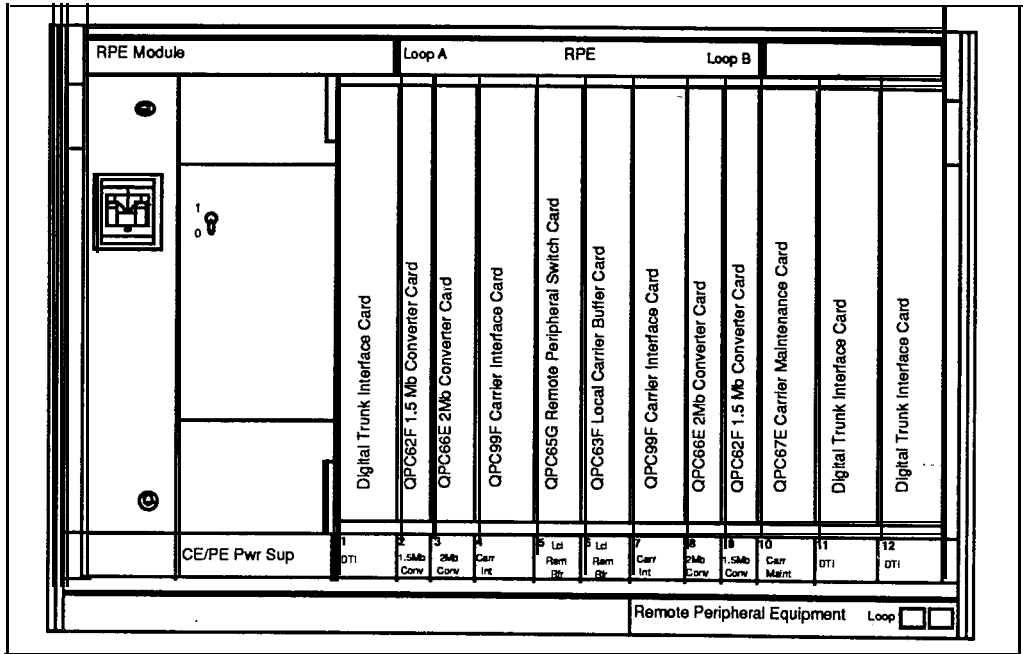 RPE Module
Loop A RPE Loop B
1
0
Digital Trunk Interface Card
QPC62F 1.5 Mb Converter Card
QPC66E 2Mb Converter Card
QPC99F Carrier Interface Card
QPC65G Remote Peripheral Switch Card
QPC63F Local Carrier Buffer Card
QPC99F Carrier Interface Card
QPC66E 2Mb Converter Card
QPC62F 1.5 Mb Converter Card
QPC67E Carrier Maintenance Card
Digital Trunk Interface Card
Digital Trunk Interface Card
CE/PE Pwr Sup
1
DTI
2
1.5Mb
Conv
3
2Mb
Conv
4
Carr
Int
5 Lcl
Rem
Bfr
6 Lcl
Rem
Bfr
7
Carr
Int
8
2Mb
Conv
9
1.5Mb
Conv
10
Carr
Maint
11
DTI
12
DTI
Remote Peripheral Equipment Loop